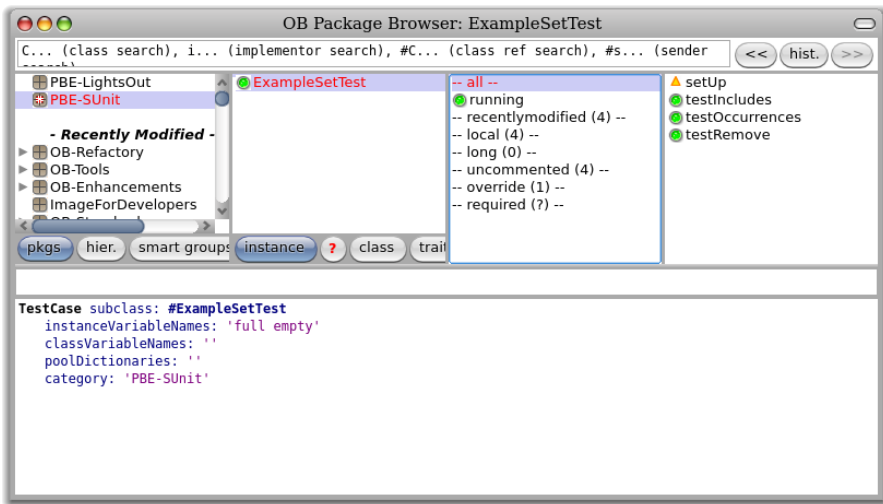 OB Package Browser: ExampleSetTest
C... (class search), i... (implementor search), #C... (class ref search), #s... (sender
<< hist. >>
PBE-LightsOut
PBE-SUnit
- Recently Modified -
OB-Refactory
OB-Tools
OB-Enhancements
ImageForDevelopers
ExampleSetTest
-- all --
running
-- recentlymodified (4) --
-- local (4) --
-- long (0) --
-- uncommented (4) --
-- override (1) --
-- required (?) --
setUp
testIncludes
testOccurrences
testRemove
pkgs hier. smart groups instance ? class trait
TestCase subclass: #ExampleSetTest
instanceVariableNames: 'full empty'
classVariableNames: ''
poolDictionaries: ''
category: 'PBE-SUnit'